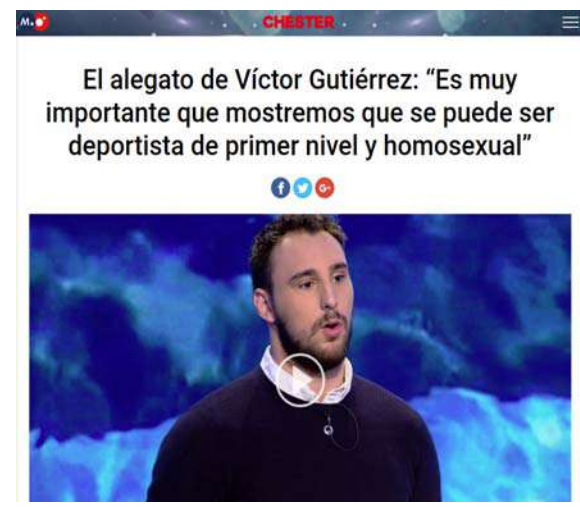 CHESTER
El alegato de Víctor Gutiérrez: “Es muy
importante que mostremos que se puede ser
deportista de primer nivel y homosexual”